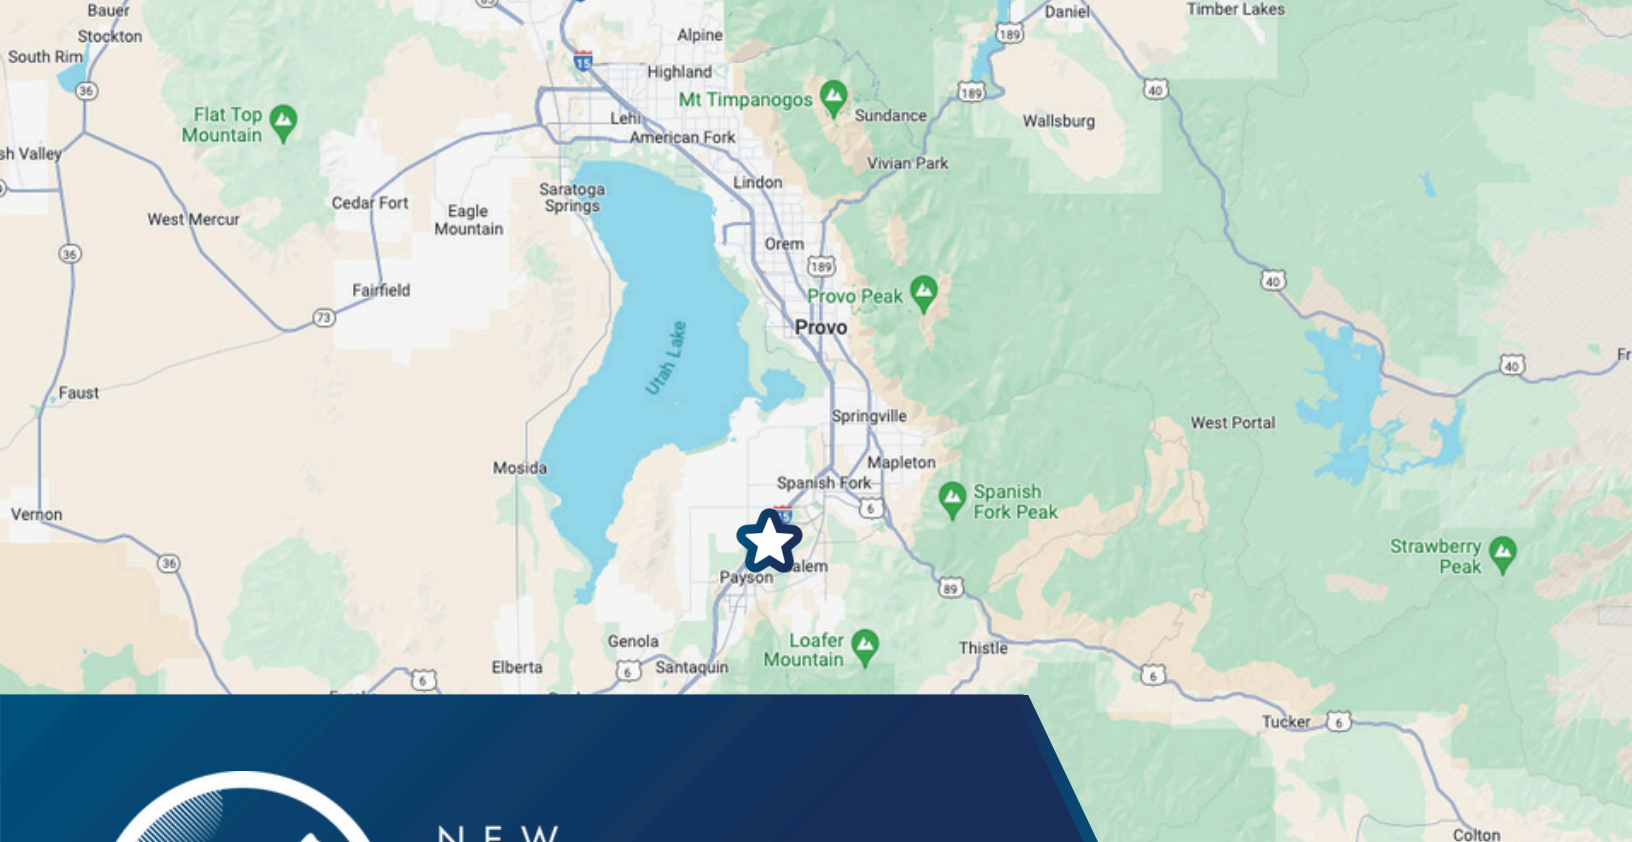 Bauer
Stockton
South Rim
36
Flat Top
Mountain
15
Alpine
Highland
Mt Timpanogos
Lehi
American Fork
Sundance
189
Daniel
Timber Lakes
189
40
Wallsburg
Vivian Park
sh Valley
West Mercur
Cedar Fort
Eagle
Mountain
Saratoga
Springs
Lindon
Orem
189
36
Fairfield
73
Provo Peak
Provo
Utah Lake
40
40
Faust
Springville
West Portal
Mosida
Mapleton
Spanish Fork
6
Spanish
Fork Peak
Vernon
36
Strawberry
Peak
alem
Payson
89
Genola
Loafer
Mountain
Thistle
Elberta
6
Santaquin
6
6
Tucker
6
Colton
NEW